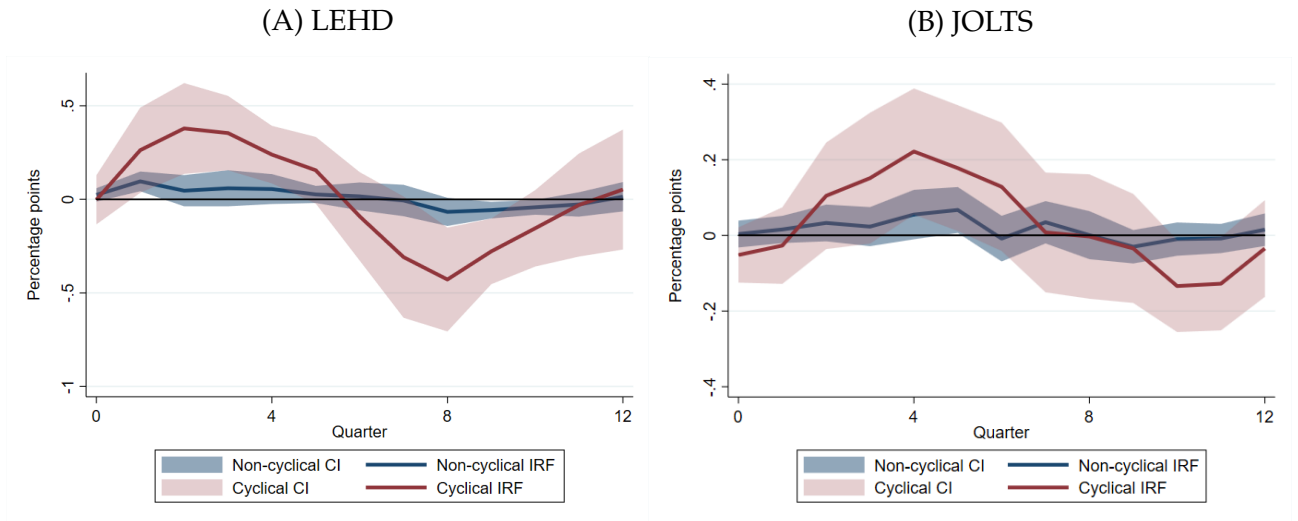 (A) LEHD
Percentage points
.5
0
-.5
-1
0 4 8 12
Quarter
Non-cyclical CI Non-cyclical IRF
Cyclical CI Cyclical IRF
(B) JOLTS
Percentage points
.4
.2
0
-.2
-.4
0 4 8 12
Quarter
Non-cyclical CI Non-cyclical IRF
Cyclical CI Cyclical IRF